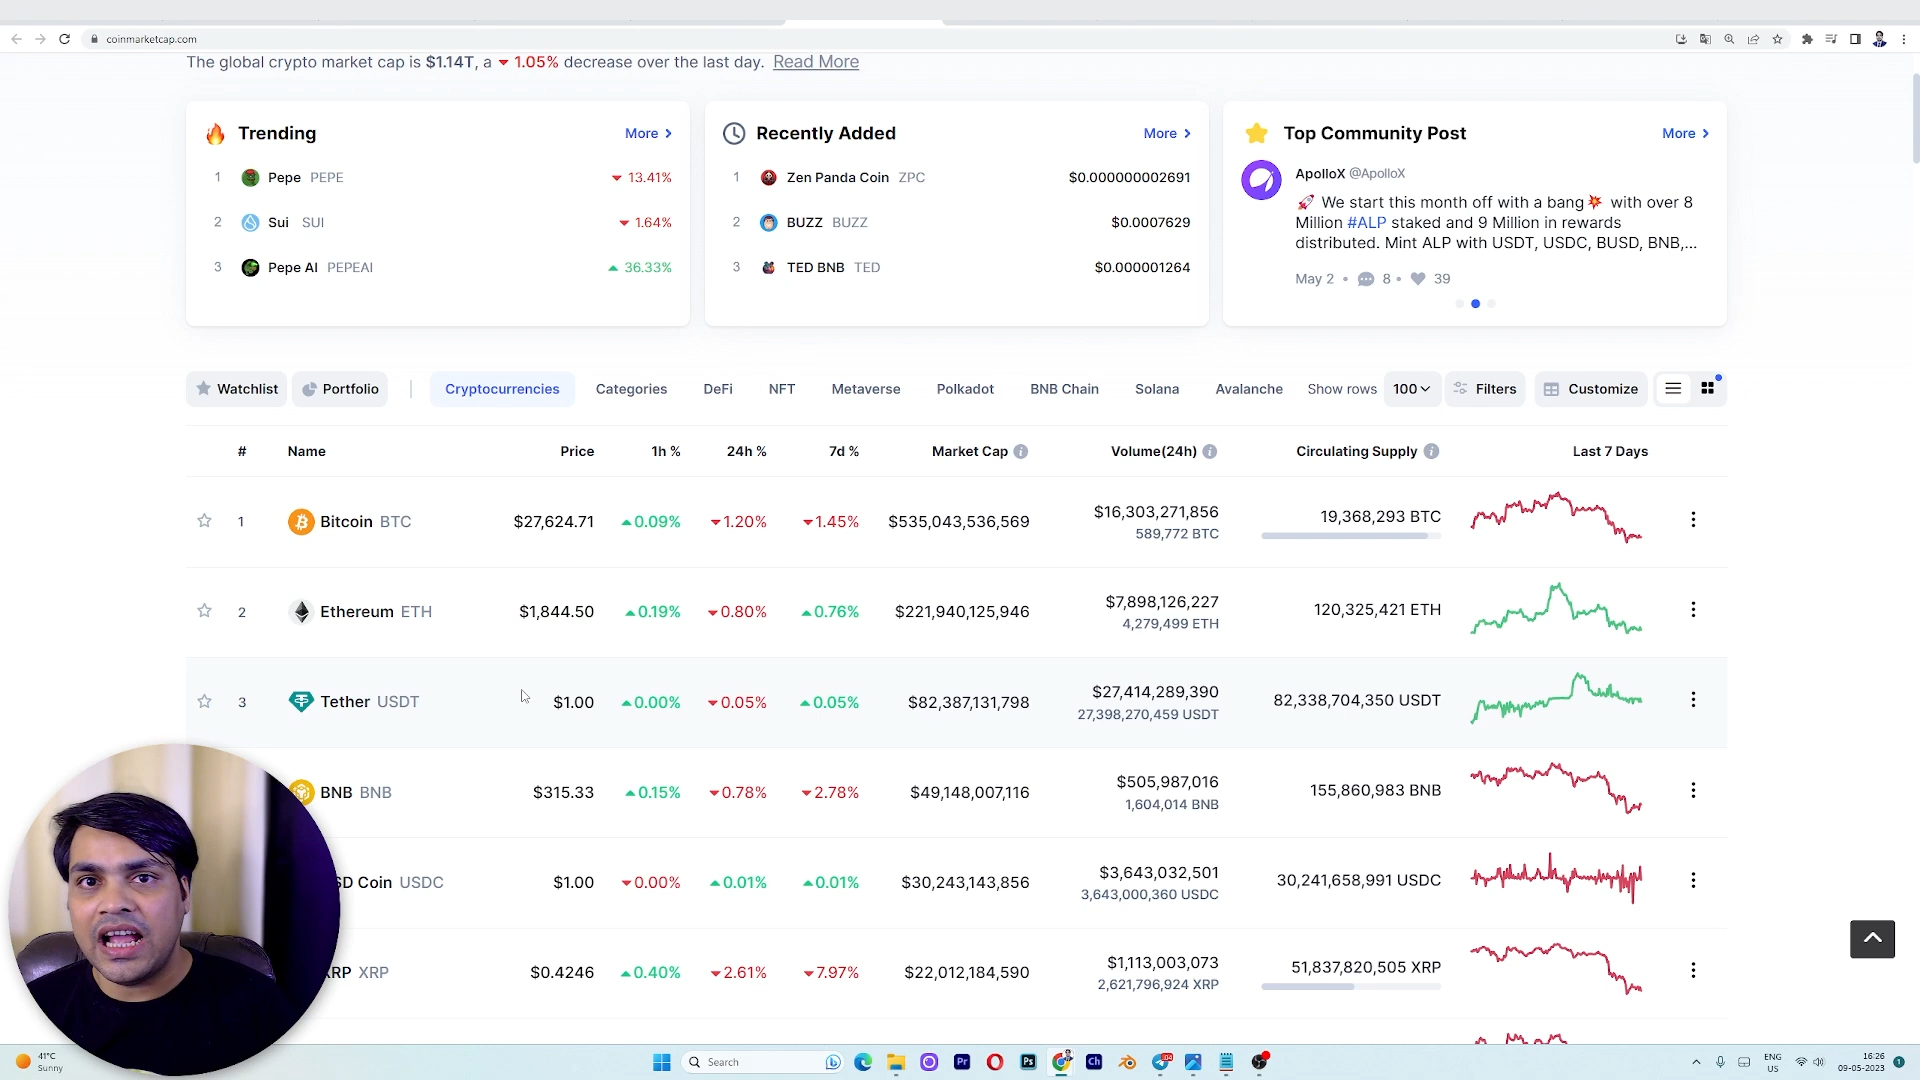 coinmarketcap.com
The global crypto market cap is $1.14T, a 1.05% decrease over the last day. Read More
Trending More
1 Pepe PEPE 13.41%
2 Sui SUI 1.64%
3 Pepe AI PEPEAI 36.33%
Recently Added More
1 Zen Panda Coin ZPC $0.000000002691
2 BUZZ BUZZ $0.0007629
3 TED BNB TED $0.000001264
Top Community Post More
ApolloX @ApolloX
We start this month off with a bang with over 8
Million #ALP staked and 9 Million in rewards
distributed. Mint ALP with USDT, USDC, BUSD, BNB,...
May 2 • 8 • 39
Watchlist Portfolio Cryptocurrencies Categories DeFi NFT Metaverse Polkadot BNB Chain Solana Avalanche Show rows 100 Filters Customize
# Name Price 1h % 24h % 7d % Market Cap Volume(24h) Circulating Supply Last 7 Days
1 Bitcoin BTC $27,624.71 0.09% 1.20% 1.45% $535,043,536,569 $16,303,271,856 19,368,293 BTC
589,772 BTC
2 Ethereum ETH $1,844.50 0.19% 0.80% 0.76% $221,940,125,946 $7,898,126,227 120,325,421 ETH
4,279,499 ETH
3 Tether USDT $1.00 0.00% 0.05% 0.05% $82,387,131,798 $27,414,289,390 82,338,704,350 USDT
27,398,270,459 USDT
BNB BNB $315.33 0.15% 0.78% 2.78% $49,148,007,116 $505,987,016 155,860,983 BNB
1,604,014 BNB
SD Coin USDC $1.00 0.00% 0.01% 0.01% $30,243,143,856 $3,643,032,501 30,241,658,991 USDC
3,643,000,360 USDC
XRP XRP $0.4246 0.40% 2.61% 7.97% $22,012,184,590 $1,113,003,073 51,837,820,505 XRP
2,621,796,924 XRP
41°C
Sunny
Search
Pr
Ps
Ch
ENG
US
16:26
09-05-2023
1